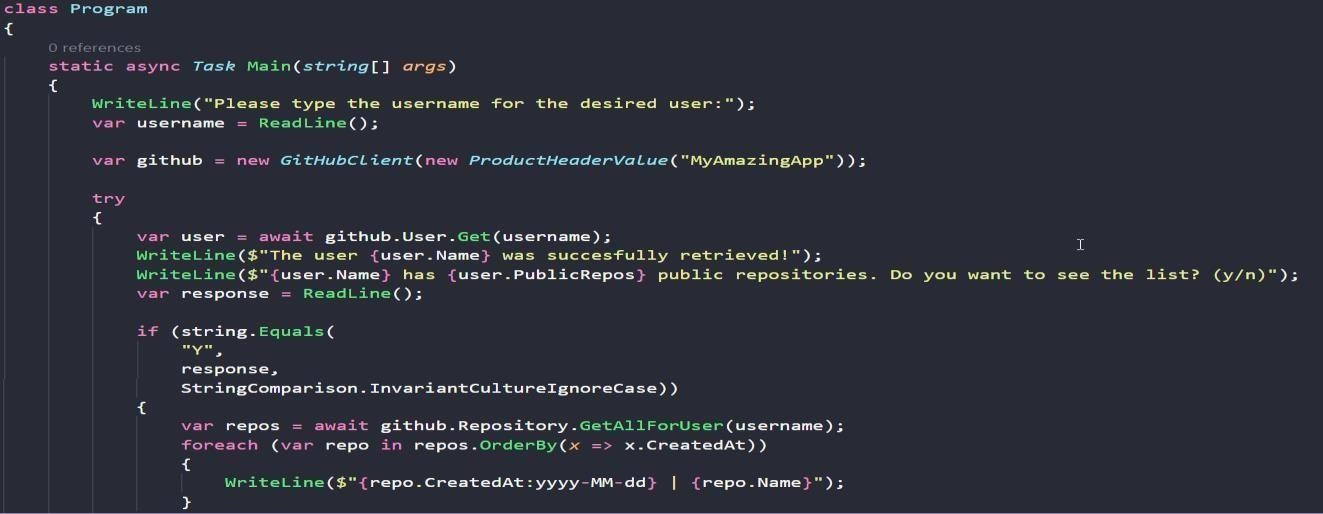 class Program
{
0 references
static async Task Main(string[] args)
{
WriteLine("Please type the username for the desired user:");
var username = ReadLine();
var github = new GitHubClient(new ProductHeaderValue("MyAmazingApp"));
try
{
var user = await github.User.Get(username);
WriteLine($"The user {user.Name} was succesfully retrieved!");
WriteLine($"{user.Name} has {user.PublicRepos} public repositories. Do you want to see the list? (y/n)");
var response = ReadLine();
if (string.Equals(
"Y",
response,
StringComparison.InvariantCultureIgnoreCase))
{
var repos = await github.Repository.GetAllForUser(username);
foreach (var repo in repos.OrderBy(x => x.CreatedAt))
{
WriteLine($"{repo.CreatedAt:yyyy-MM-dd} | {repo.Name}");
}